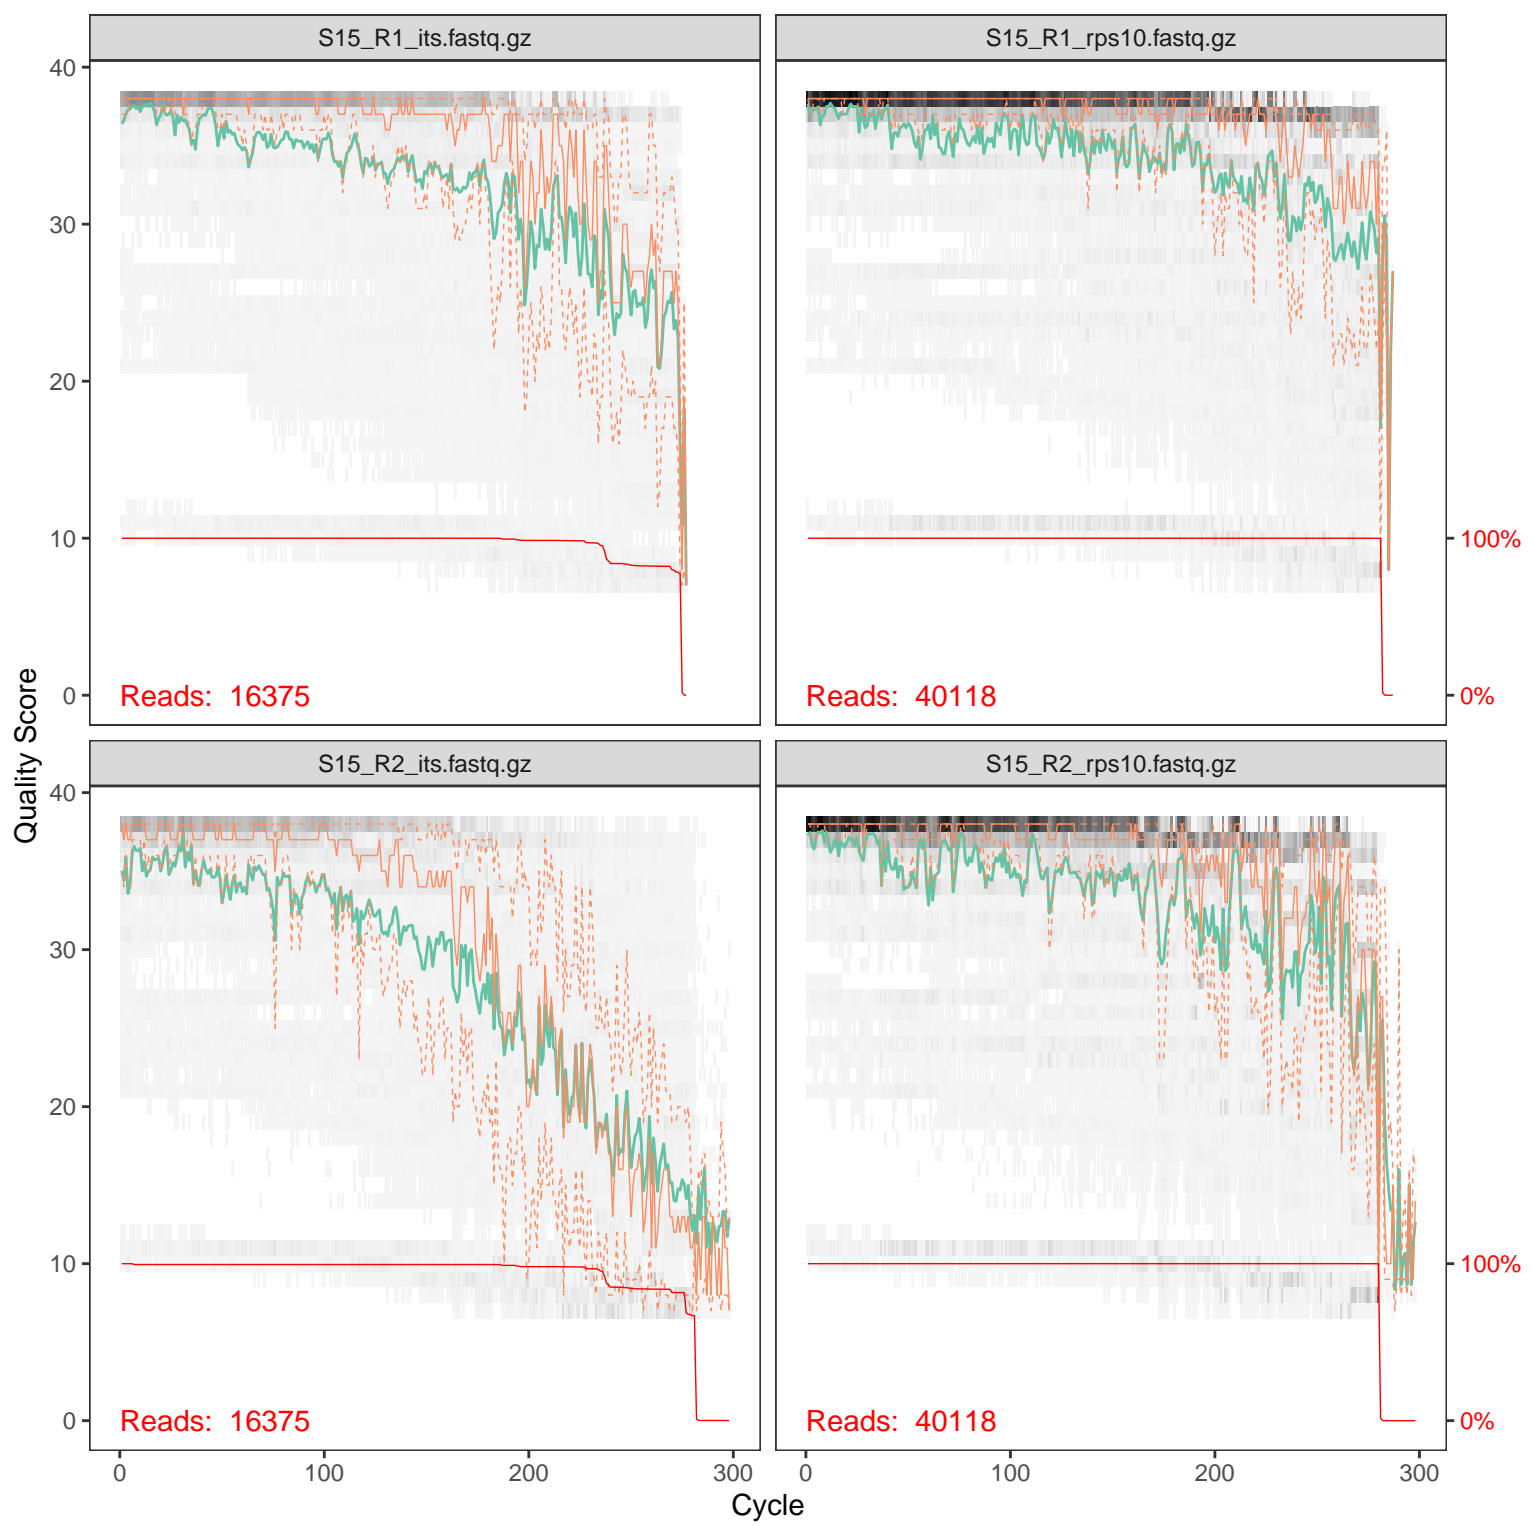 S15_R1_its.fastq.gz
S15_R1_rps10.fastq.gz
40
30
20
10
0
100%
0%
Reads: 16375
Reads: 40118
Quality Score
S15_R2_its.fastq.gz
S15_R2_rps10.fastq.gz
40
30
20
10
0
100%
0%
Reads: 16375
Reads: 40118
0 100 200 300
0 100 200 300
Cycle